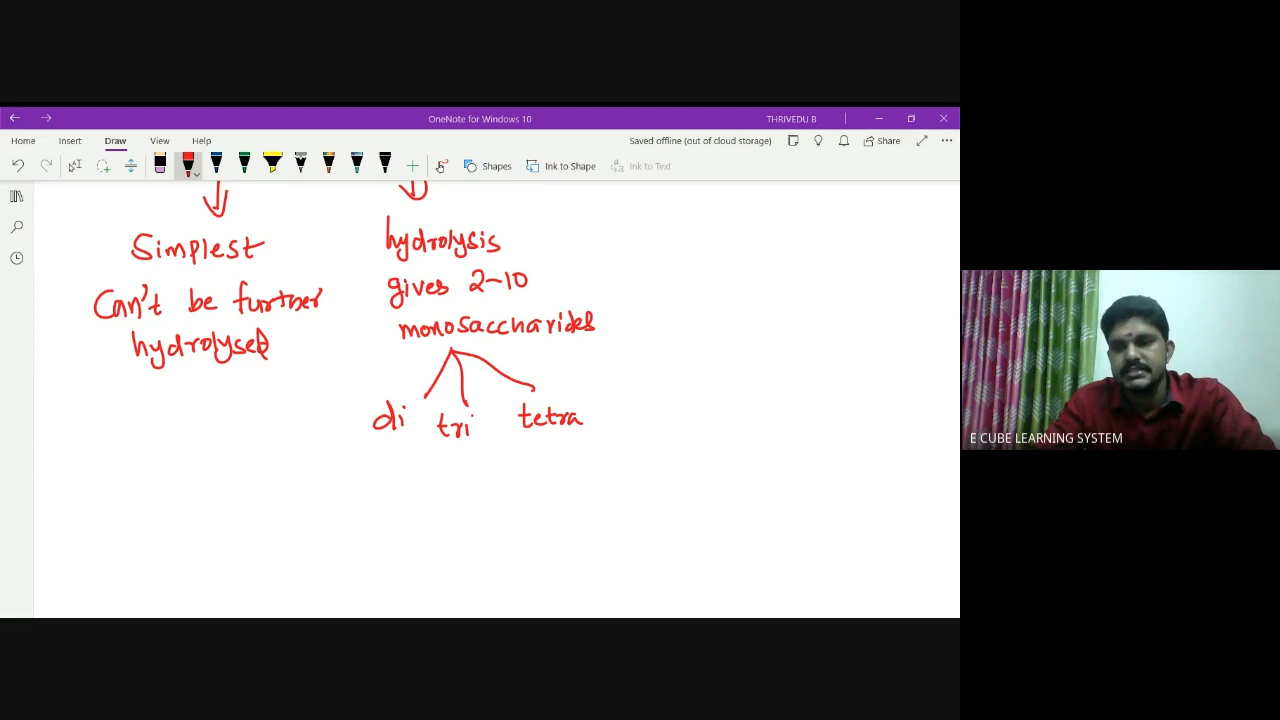 OneNote for Windows 10
THRIVEDU B
Home Insert Draw View Help
Saved offline (out of cloud storage)
Share
Shapes
Ink to Shape
Ink to Text
Simplest
Can't be further
hydrolysed
hydrolysis
gives 2-10
monosaccharides
di tri tetra
E CUBE LEARNING SYSTEM